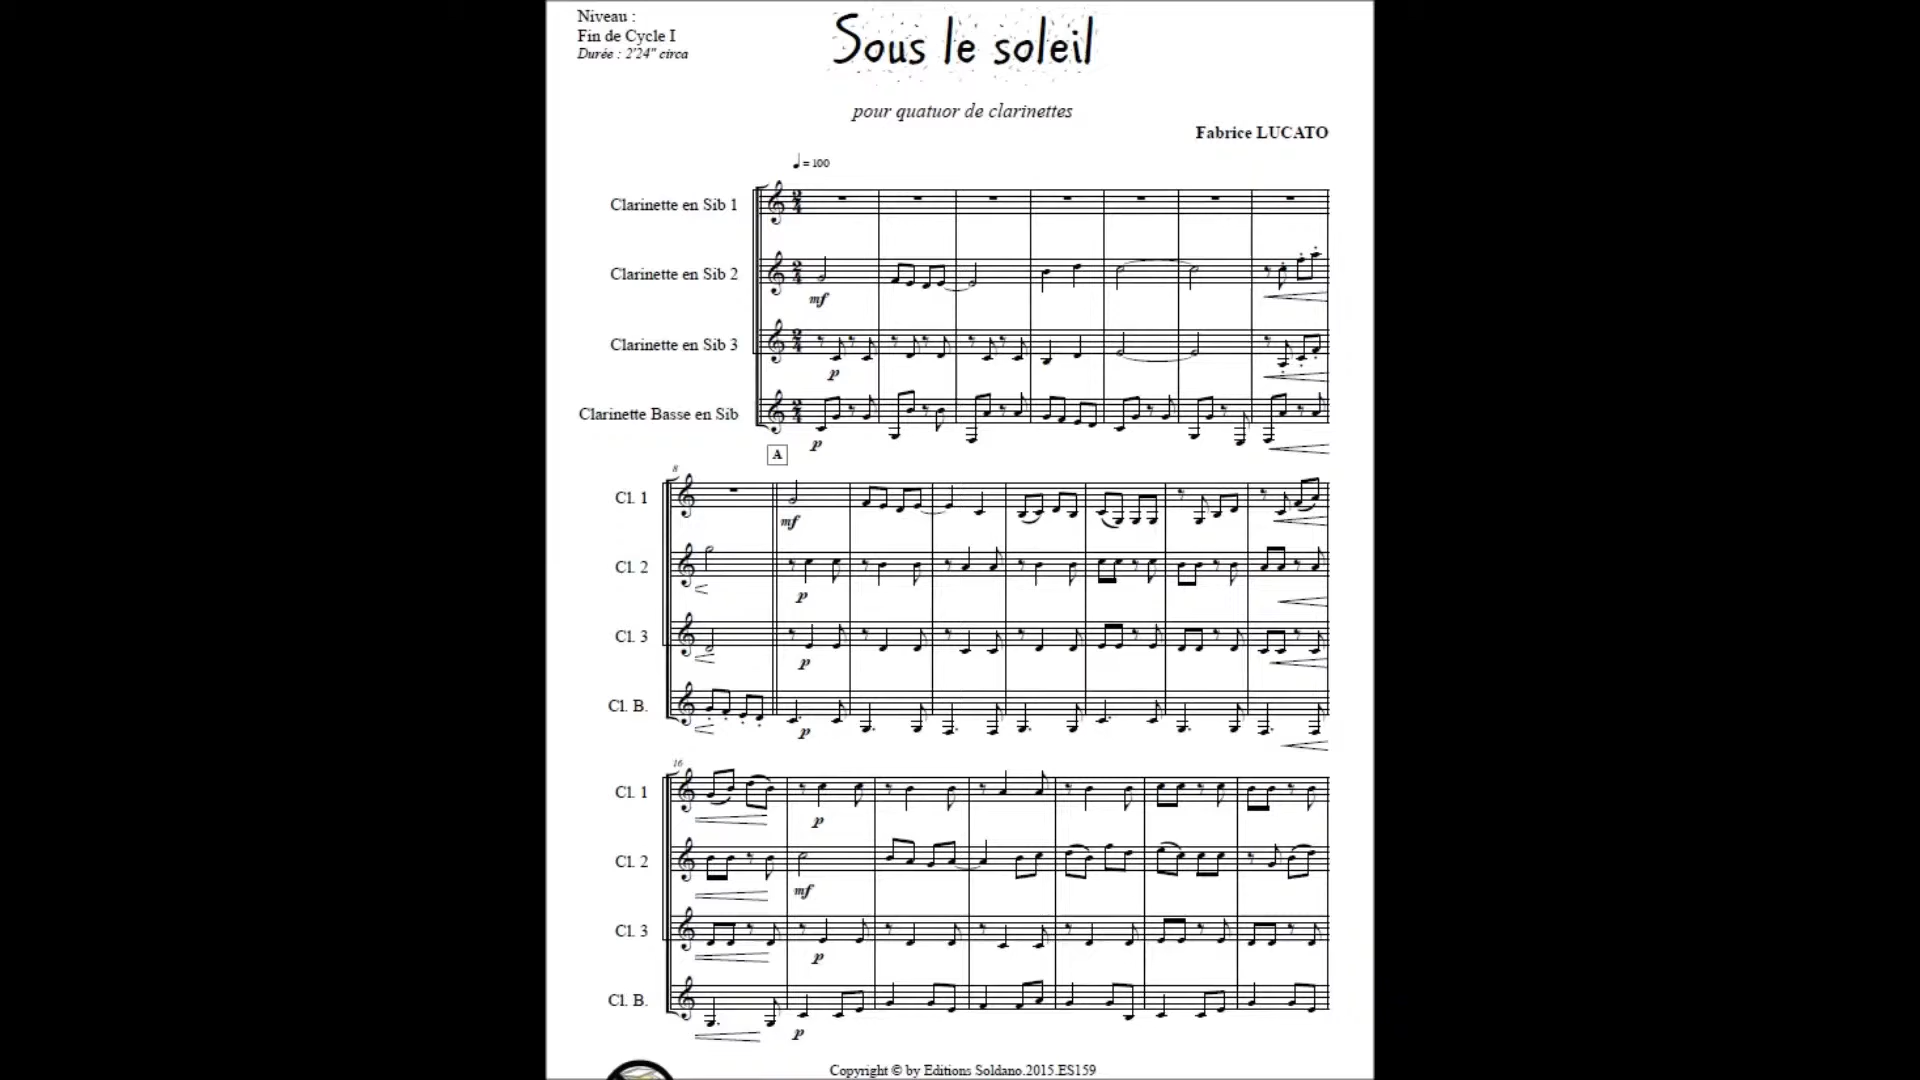 Niveau :
Fin de Cycle I
Durée : 2'24" circa
Sous le soleil
pour quatuor de clarinettes
Fabrice LUCATO
= 100
Clarinette en Sib 1
Clarinette en Sib 2
mf
Clarinette en Sib 3
p
Clarinette Basse en Sib
p
A
8
Cl. 1
mf
Cl. 2
p
Cl. 3
p
Cl. B.
p
16
Cl. 1
p
Cl. 2
mf
Cl. 3
p
Cl. B.
p
Copyright © by Editions Soldano.2015.ES159